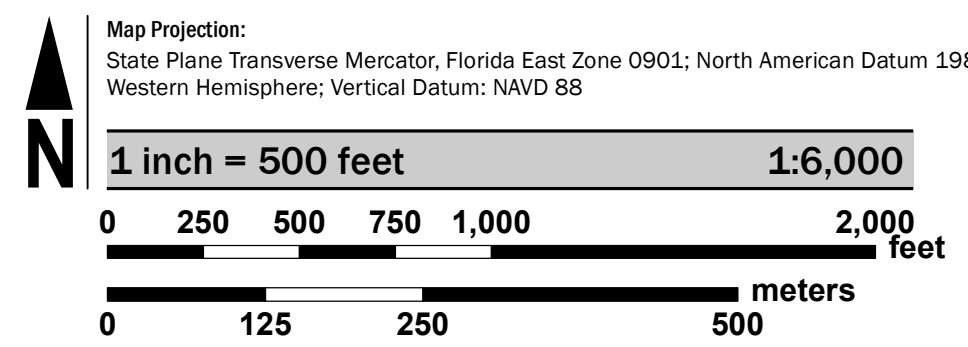 Map Projection:
State Plane Transverse Mercator, Florida East Zone 0901; North American Datum 198
Western Hemisphere; Vertical Datum: NAVD 88
N
1 inch = 500 feet 1:6,000
0 250 500 750 1,000 2,000
feet
meters
0 125 250 500